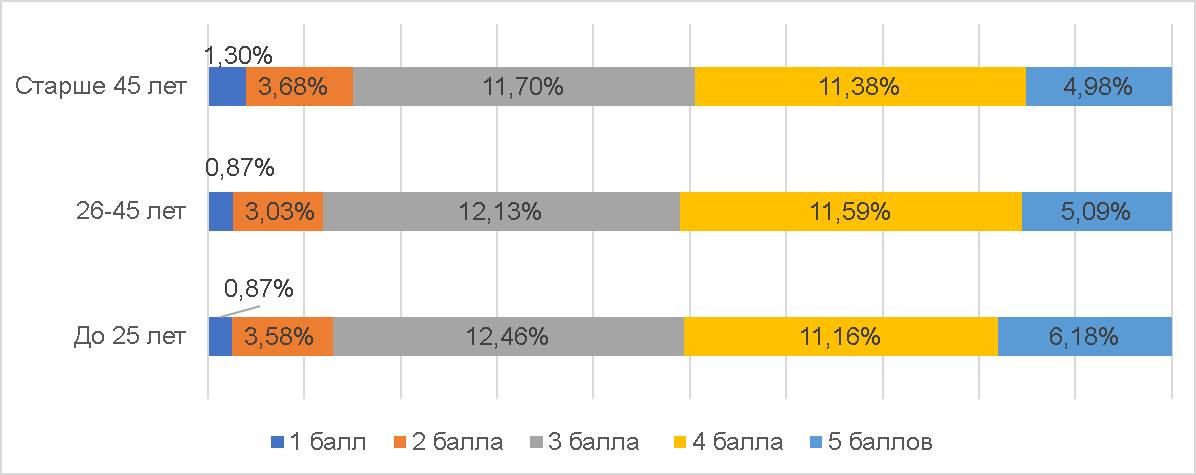 1,30%
Старше 45 лет 3,68% 11,70% 11,38% 4,98%
0,87%
26-45 лет 3,03% 12,13% 11,59% 5,09%
0,87%
До 25 лет 3,58% 12,46% 11,16% 6,18%
1 балл 2 балла 3 балла 4 балла 5 баллов